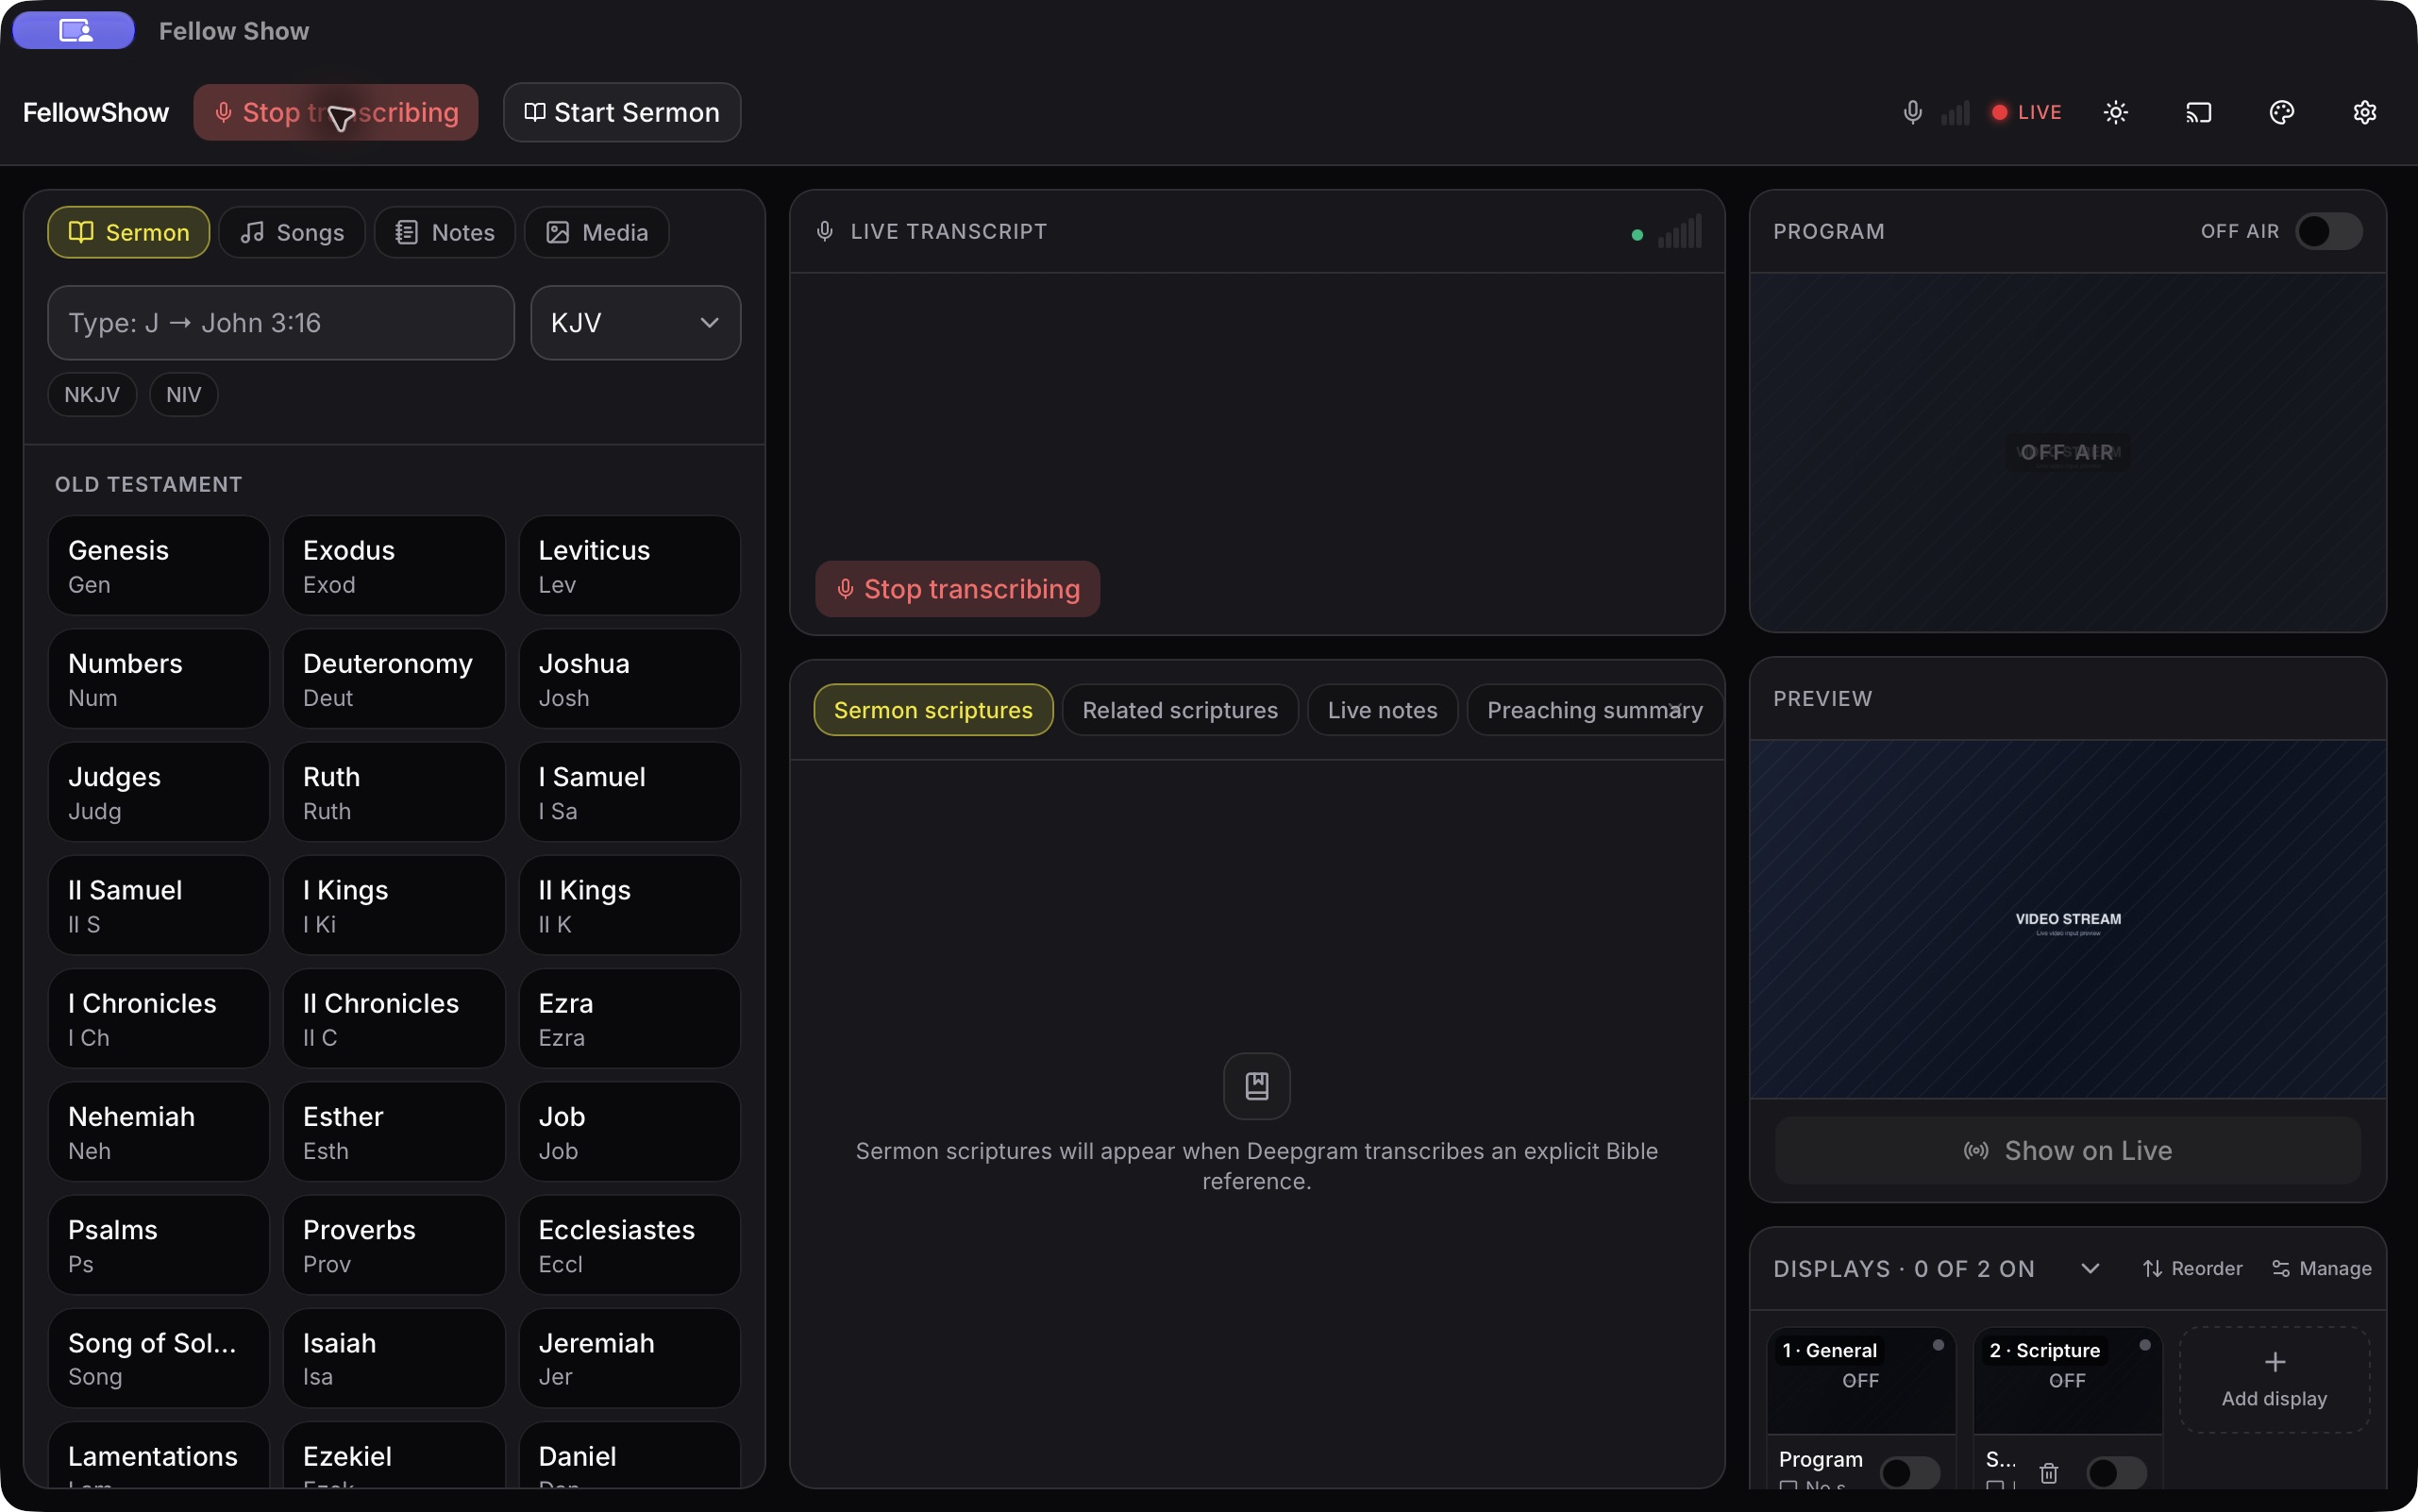 Fellow Show
FellowShow
Stop transcribing
Start Sermon
LIVE
Sermon
Songs
Notes
Media
Type: J → John 3:16
KJV
NKJV
NIV
OLD TESTAMENT
Genesis
Gen
Exodus
Exod
Leviticus
Lev
Numbers
Num
Deuteronomy
Deut
Joshua
Josh
Judges
Judg
Ruth
Ruth
I Samuel
I Sa
II Samuel
II S
I Kings
I Ki
II Kings
II K
I Chronicles
I Ch
II Chronicles
II C
Ezra
Ezra
Nehemiah
Neh
Esther
Esth
Job
Job
Psalms
Ps
Proverbs
Prov
Ecclesiastes
Eccl
Song of Sol...
Song
Isaiah
Isa
Jeremiah
Jer
Lamentations
Ezekiel
Daniel
LIVE TRANSCRIPT
Stop transcribing
Sermon scriptures
Related scriptures
Live notes
Preaching summary
Sermon scriptures will appear when Deepgram transcribes an explicit Bible
reference.
PROGRAM
OFF AIR
OFF AIR
PREVIEW
VIDEO STREAM
Live video input preview
Show on Live
DISPLAYS · 0 OF 2 ON
Reorder
Manage
1 · General
OFF
2 · Scripture
OFF
Add display
Program
S...